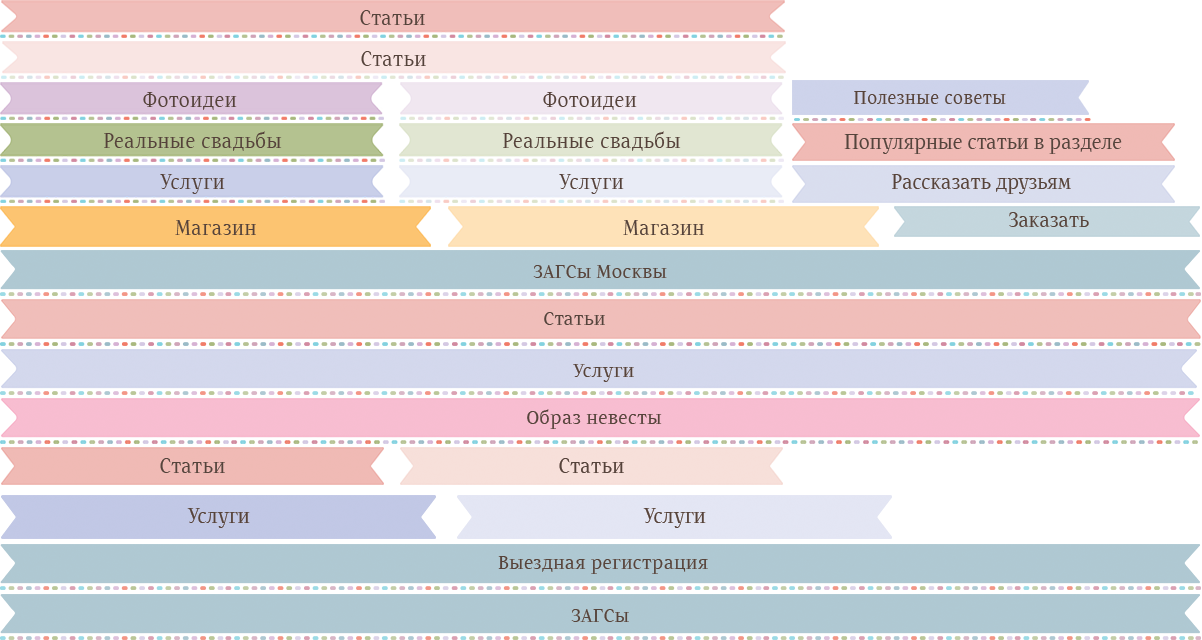 Статьи
Статьи
Фотоидеи Фотоидеи Полезные советы
Реальные свадьбы Реальные свадьбы Популярные статьи в разделе
Услуги Услуги Рассказать друзьям
Магазин Магазин Заказать
ЗАГСы Москвы
Статьи
Услуги
Образ невесты
Статьи Статьи
Услуги Услуги
Выездная регистрация
ЗАГСы